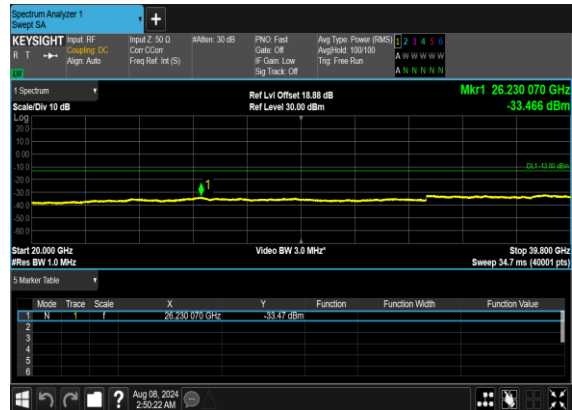 Spectrum Analyzer 1
Swept SA
+
KEYSIGHT
R T
LV
Input: RF
Coupling: DC
Align: Auto
Input Z: 50 Ω
Corr CCorr
Freq Ref: Int (S)
#Atten: 30 dB
PNO: Fast
Gate: Off
IF Gain: Low
Sig Track: Off
Avg Type: Power (RMS)
Avg|Hold: 100/100
Trig: Free Run
1 2 3 4 5 6
A W W W W W
A N N N N N
1 Spectrum
Scale/Div 10 dB
Ref Lvl Offset 18.88 dB
Ref Level 30.00 dBm
Mkr1 26.230 070 GHz
-33.466 dBm
Log
20.0
10.0
0.00
-10.0
-20.0
-30.0
-40.0
-50.0
-60.0
DL1 -13.00 dBm
1
Start 20.000 GHz
#Res BW 1.0 MHz
Video BW 3.0 MHz*
Stop 39.800 GHz
Sweep 34.7 ms (40001 pts)
5 Marker Table
Mode Trace Scale X Y Function Function Width Function Value
1 N 1 f 26.230 070 GHz -33.47 dBm
2
3
4
5
6
?
Aug 08, 2024
2:50:22 AM